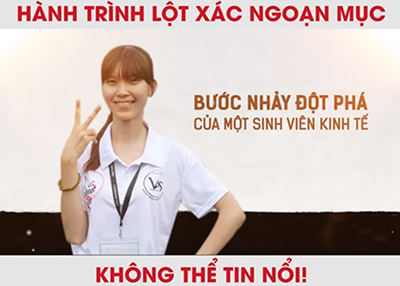 HÀNH TRÌNH LỘT XÁC NGOẠN MỤC
BƯỚC NHẢY ĐỘT PHÁ
CỦA MỘT SINH VIÊN KINH TẾ
KHÔNG THỂ TIN NỔI!